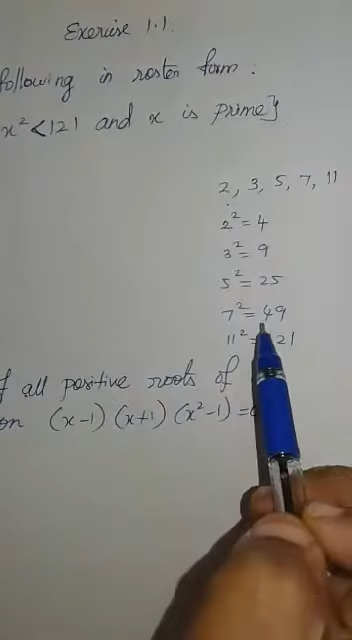 Exercise 1.1.
following in roster form :
x² < 121 and x is prime}
2, 3, 5, 7, 11
2² = 4
3² = 9
5² = 25
7² = 49
11² = 21
all positive roots of
(x-1) (x+1) (x²-1) =